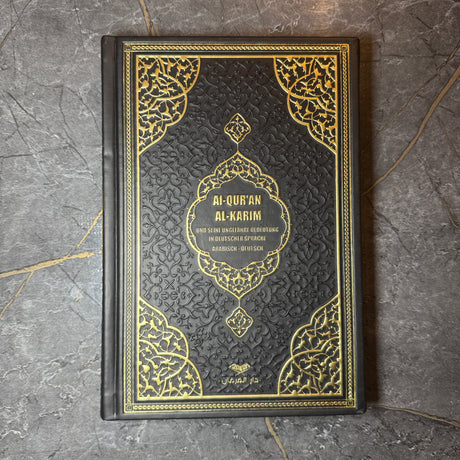 Al-QUR'AN
AL-KARIM
UND SEINE UNGEFÄHRE BEDEUTUNG
IN DEUTSCHER SPRACHE
ARABISCH - DEUTSCH